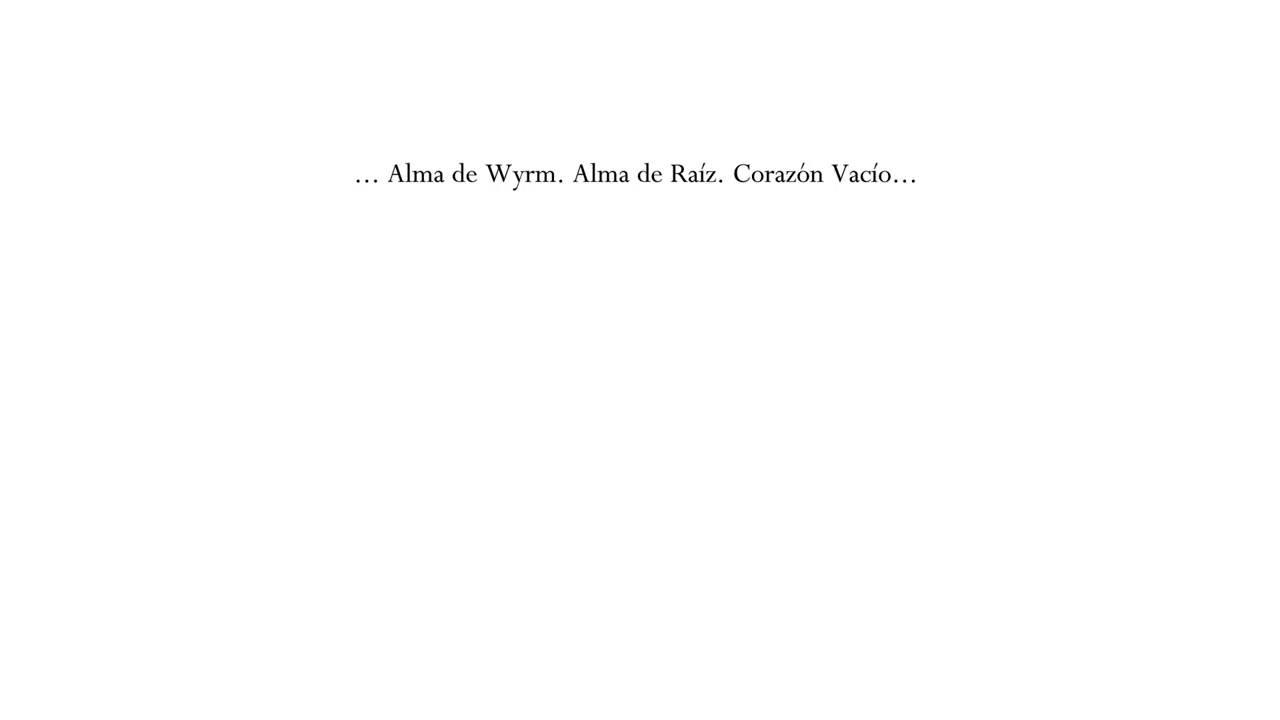 … Alma de Wyrm. Alma de Raíz. Corazón Vacío…